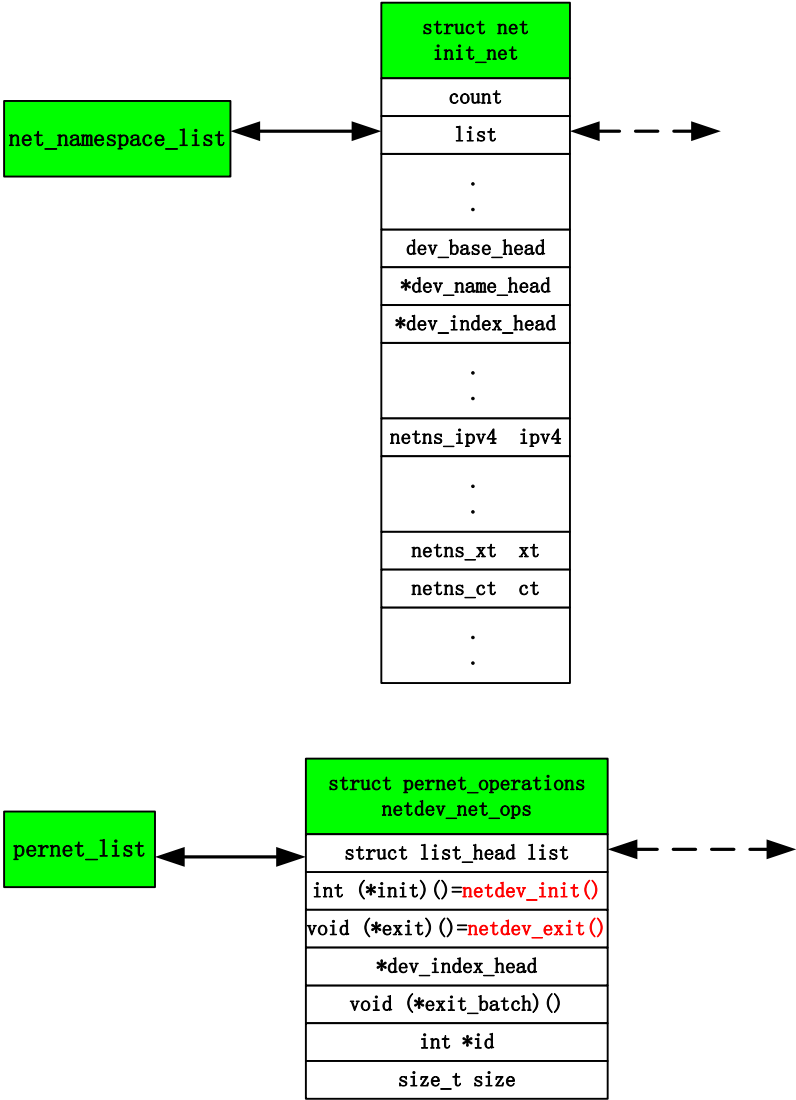 struct net
init_net
count
net_namespace_list
list
.
.
dev_base_head
*dev_name_head
*dev_index_head
.
.
netns_ipv4 ipv4
.
.
netns_xt xt
netns_ct ct
.
.
struct pernet_operations
netdev_net_ops
pernet_list
struct list_head list
int (*init)()=netdev_init()
void (*exit)()=netdev_exit()
*dev_index_head
void (*exit_batch)()
int *id
size_t size